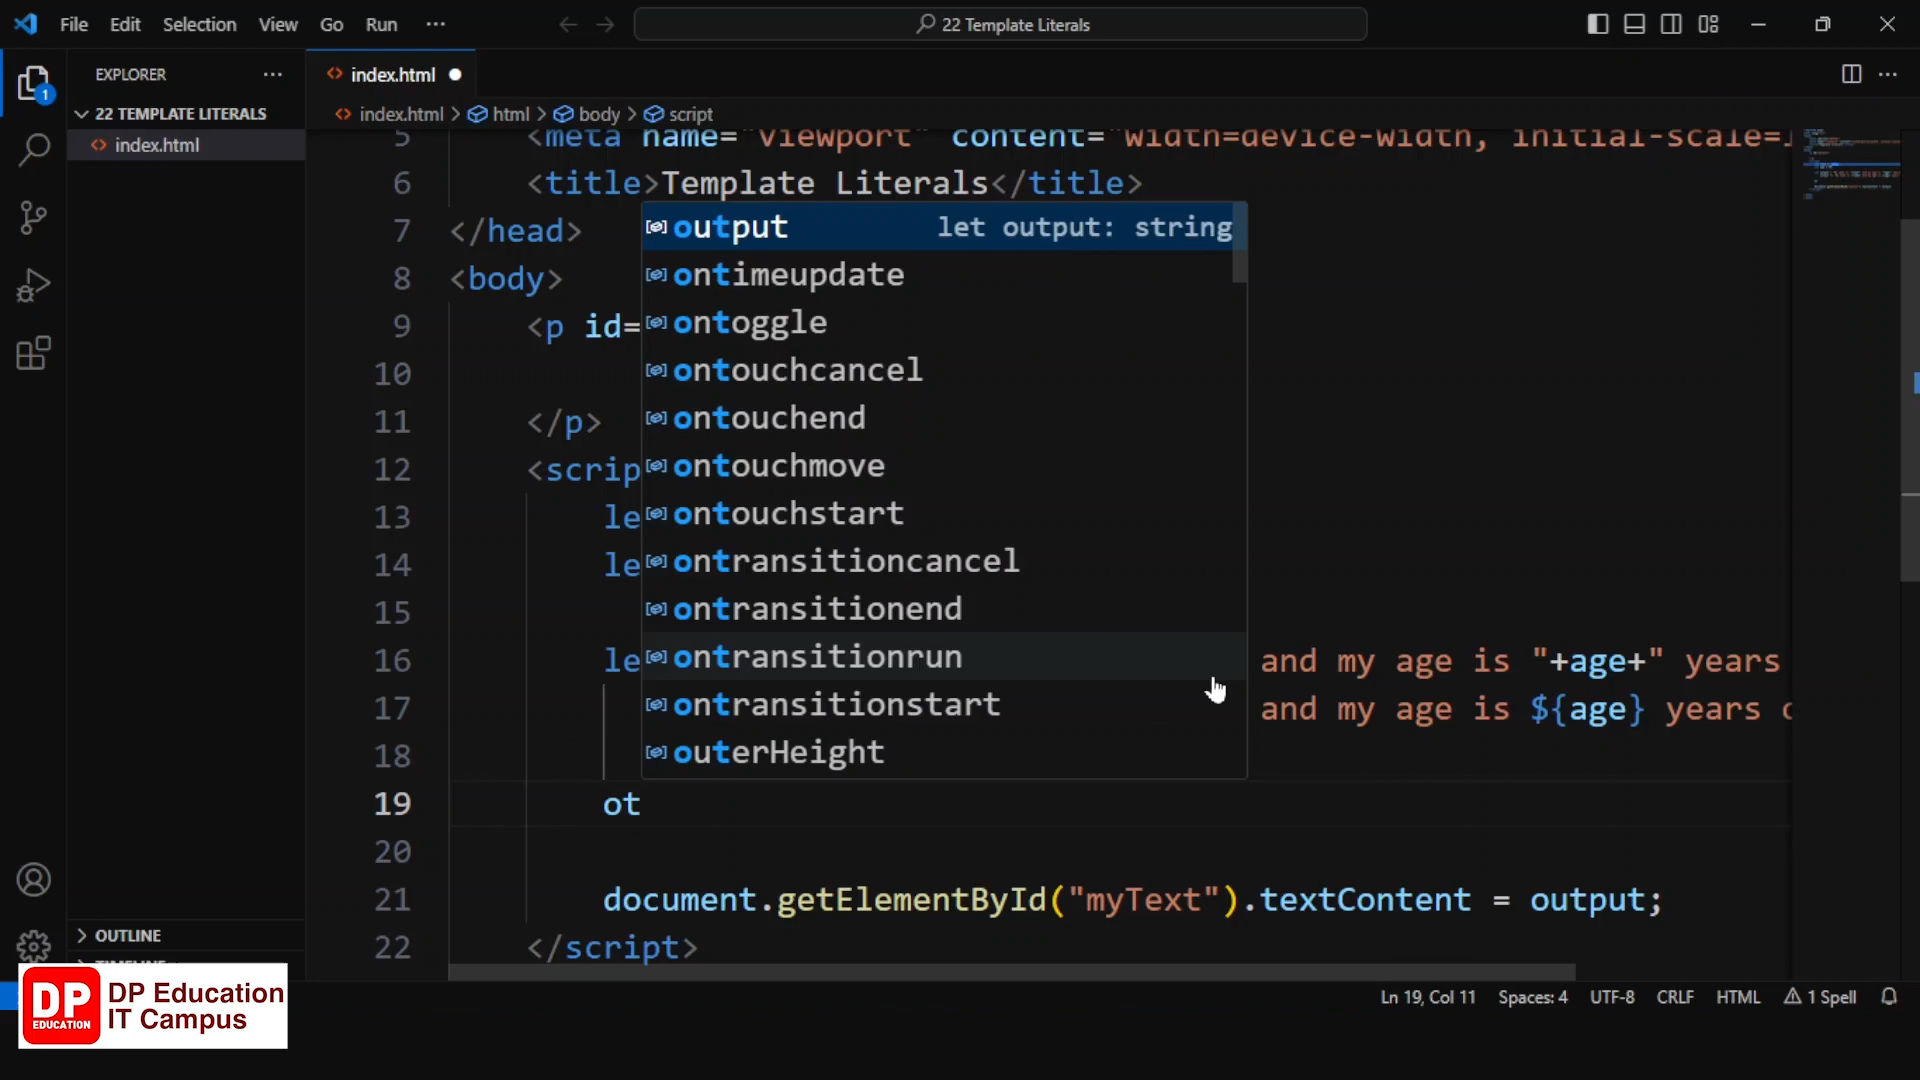 File Edit Selection View Go Run ...
22 Template Literals
EXPLORER ...
index.html
22 TEMPLATE LITERALS
index.html
index.html > html > body > script
5 <meta name="viewport" content="width=device-width, initial-scale=1
6 <title>Template Literals</title>
7 </head>
8 <body>
9 <p id=
10
11 </p>
12 <scrip
13 le
14 le
15
16 le and my age is "+age+" years
17 and my age is ${age} years
18
19 ot
20
21 document.getElementById("myText").textContent = output;
22 </script>
output let output: string
ontimeupdate
ontoggle
ontouchcancel
ontouchend
ontouchmove
ontouchstart
ontransitioncancel
ontransitionend
ontransitionrun
ontransitionstart
outerHeight
1
OUTLINE
DP DP Education
EDUCATION IT Campus
Ln 19, Col 11 Spaces: 4 UTF-8 CRLF HTML 1 Spell